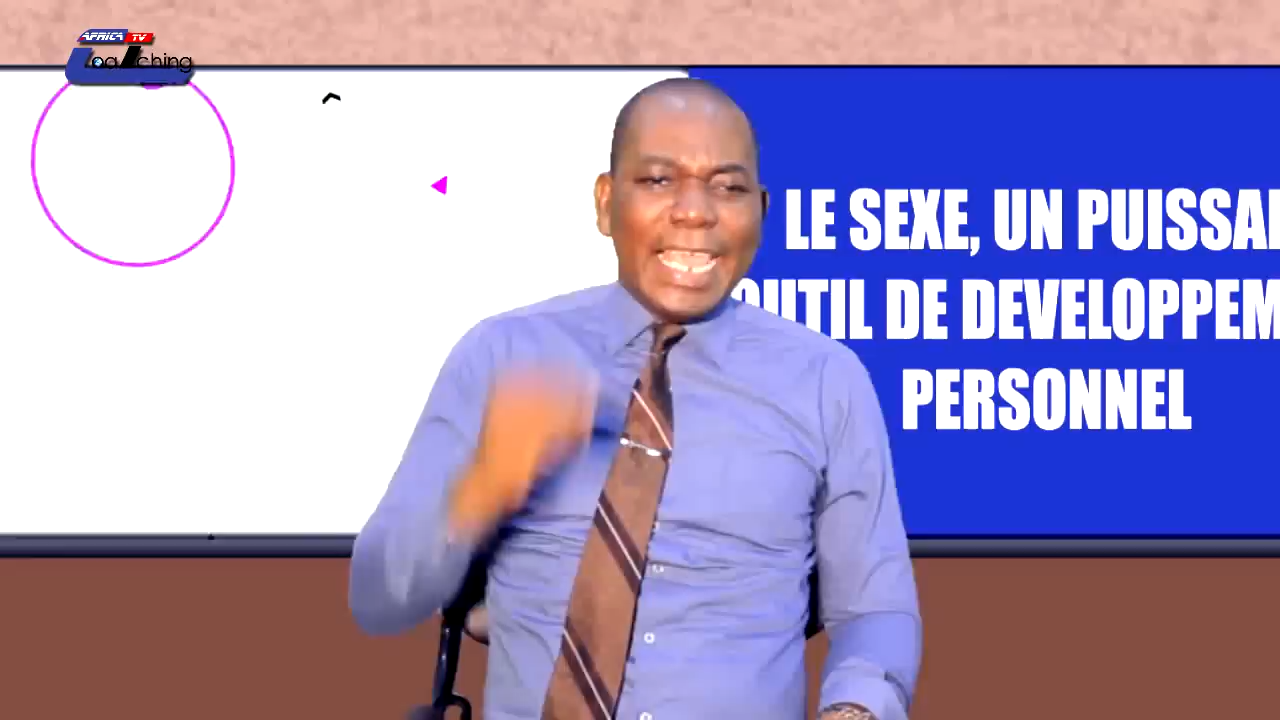 AFRICA TV
Coaching
LE SEXE, UN PUISSA
OUTIL DE DEVELOPPEM
PERSONNEL